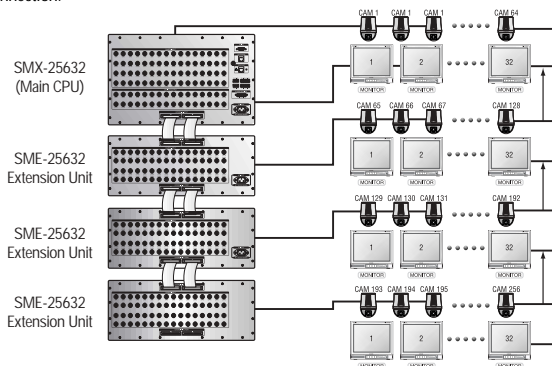 CAM 1 CAM 1 CAM 1 CAM 64
SMX-25632
(Main CPU)
1 2 32
MONITOR MONITOR MONITOR
CAM 65 CAM 66 CAM 67 CAM 128
SME-25632
Extension Unit
1 2 32
MONITOR MONITOR MONITOR
CAM 129 CAM 130 CAM 131 CAM 192
SME-25632
Extension Unit
1 2 32
MONITOR MONITOR MONITOR
CAM 193 CAM 194 CAM 195 CAM 256
SME-25632
Extension Unit
1 2 32
MONITOR MONITOR MONITOR